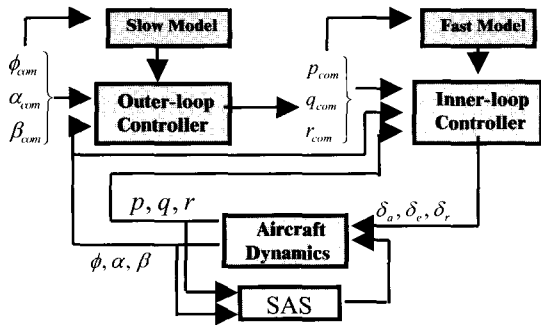 Slow Model
Fast Model
ϕcom
αcom
βcom
Outer-loop
Controller
pcom
qcom
rcom
Inner-loop
Controller
p, q, r
δa, δe, δr
Aircraft
Dynamics
ϕ, α, β
SAS